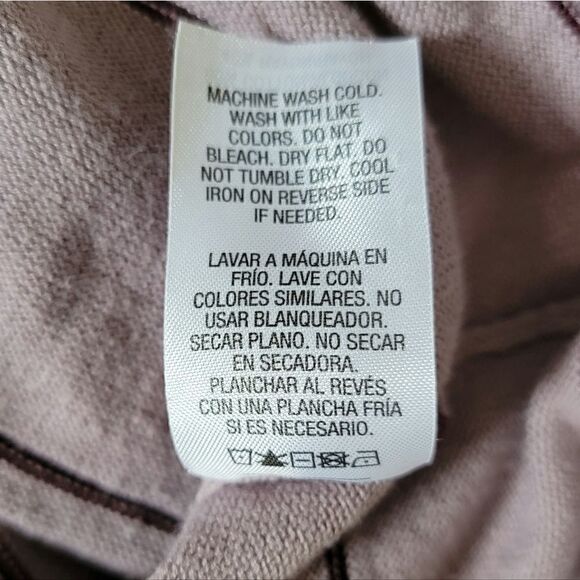 MACHINE WASH COLD.
WASH WITH LIKE
COLORS. DO NOT
BLEACH. DRY FLAT. DO
NOT TUMBLE DRY. COOL
IRON ON REVERSE SIDE
IF NEEDED.
LAVAR A MÁQUINA EN
FRÍO. LAVE CON
COLORES SIMILARES. NO
USAR BLANQUEADOR.
SECAR PLANO. NO SECAR
EN SECADORA.
PLANCHAR AL REVÉS
CON UNA PLANCHA FRÍA
SI ES NECESARIO.